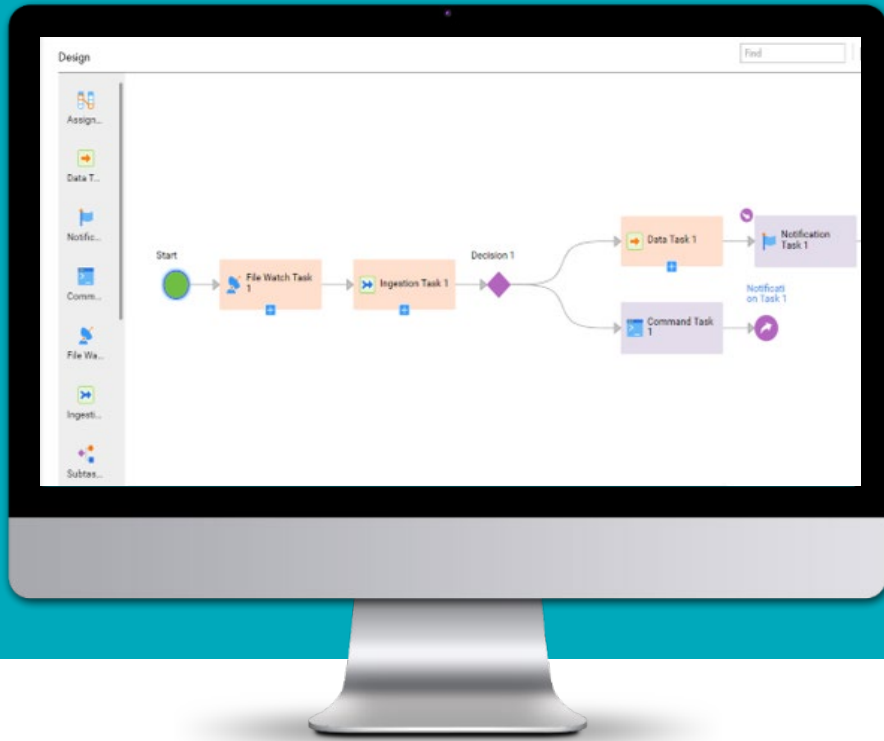 Design
Find
Assign...
Data T...
Notific...
Comm...
File Wa...
Ingesti...
Subtas...
Start
File Watch Task
1
Ingestion Task 1
Decision 1
Data Task 1
Notification
Task 1
Command Task
1
Notificati
on Task 1